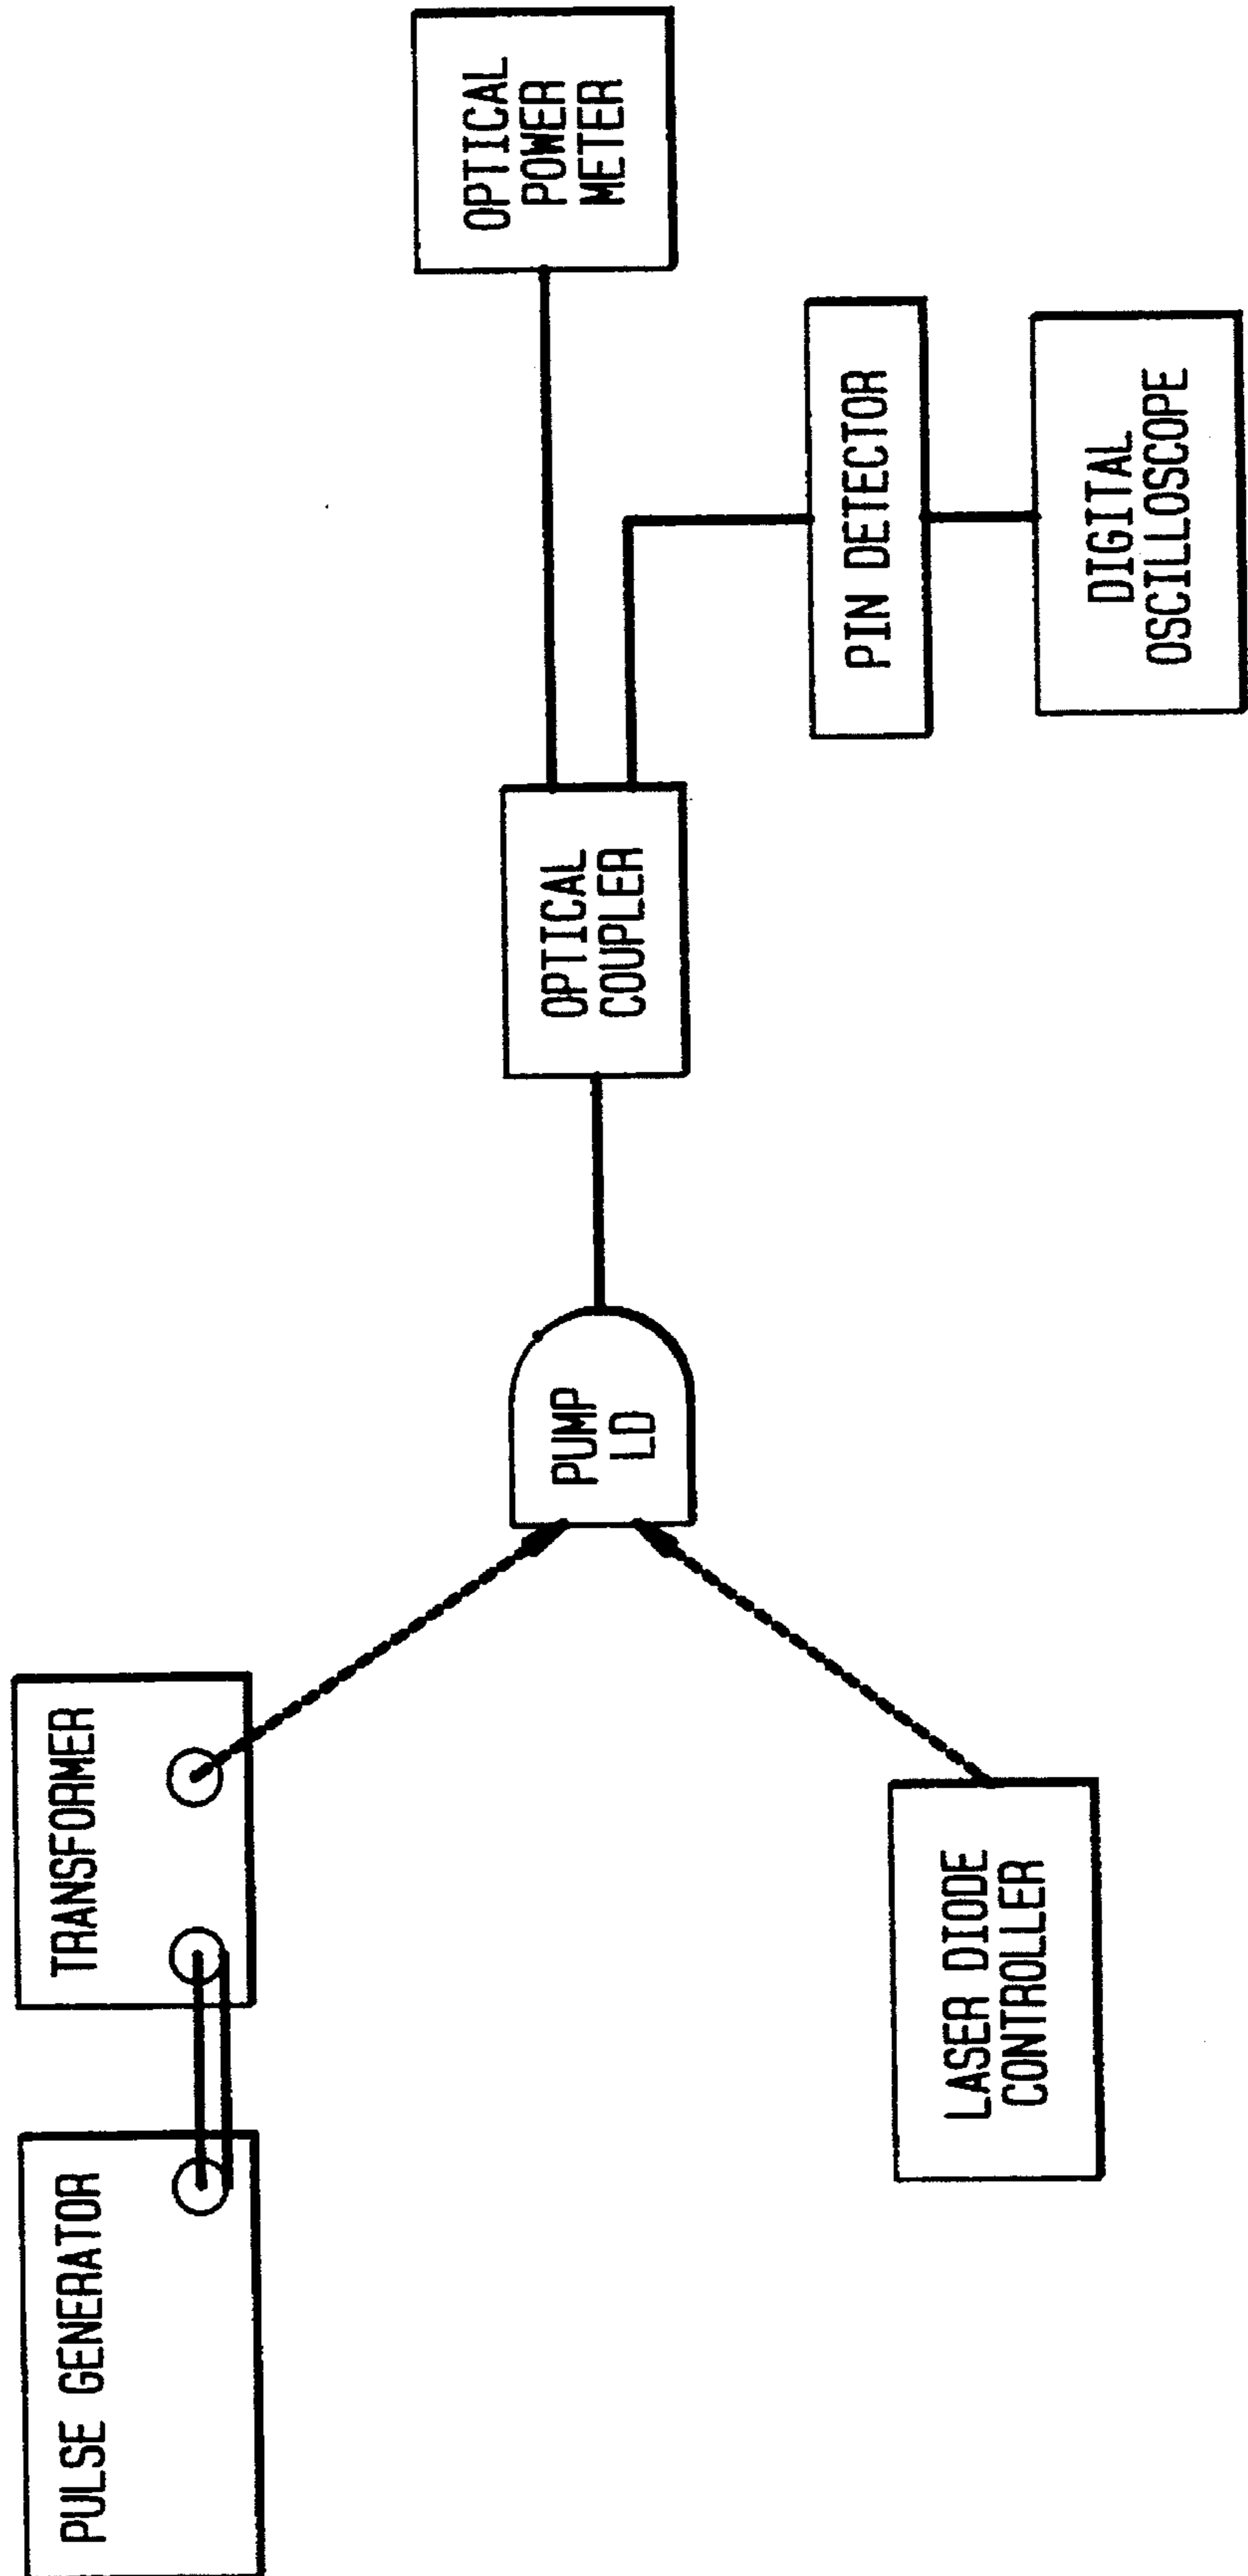 PULSE GENERATOR
TRANSFORMER
LASER DIODE
CONTROLLER
PUMP
LD
OPTICAL
COUPLER
OPTICAL
POWER
METER
PIN DETECTOR
DIGITAL
OSCILLOSCOPE